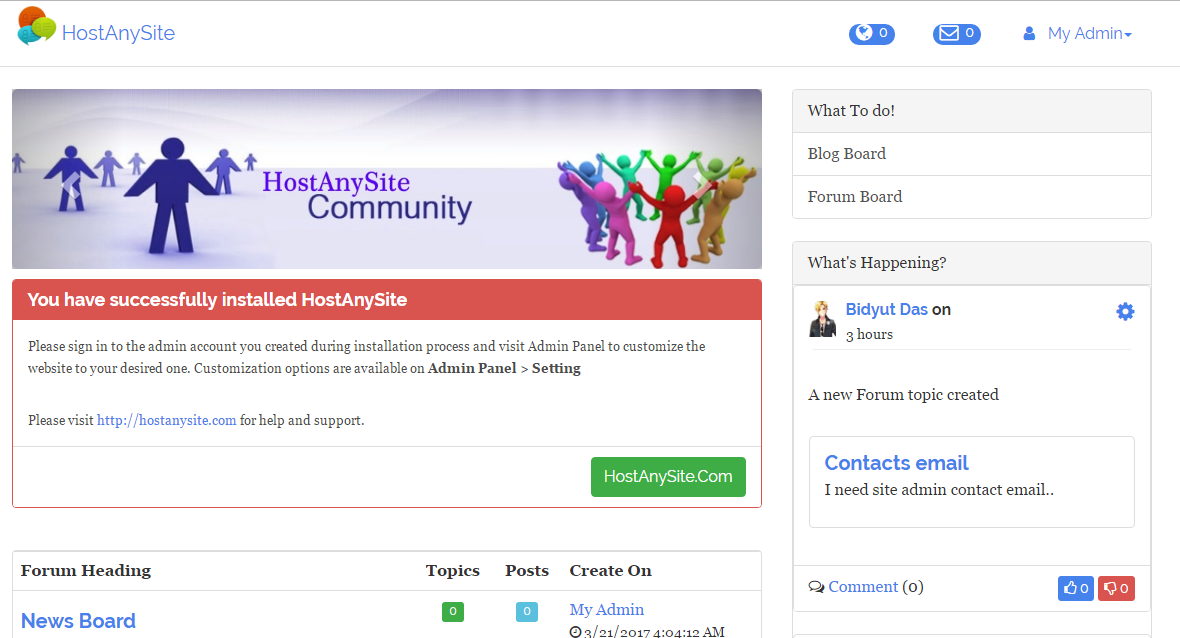 HostAnySite
0
0
My Admin
HostAnySite
Community
You have successfully installed HostAnySite
Please sign in to the admin account you created during installation process and visit Admin Panel to customize the
website to your desired one. Customization options are available on Admin Panel > Setting
Please visit http://hostanysite.com for help and support.
HostAnySite.Com
Forum Heading Topics Posts Create On
News Board 0 0 My Admin
3/21/2017 4:04:12 AM
What To do!
Blog Board
Forum Board
What's Happening?
Bidyut Das on
3 hours
A new Forum topic created
Contacts email
I need site admin contact email..
Comment (0) 0 0